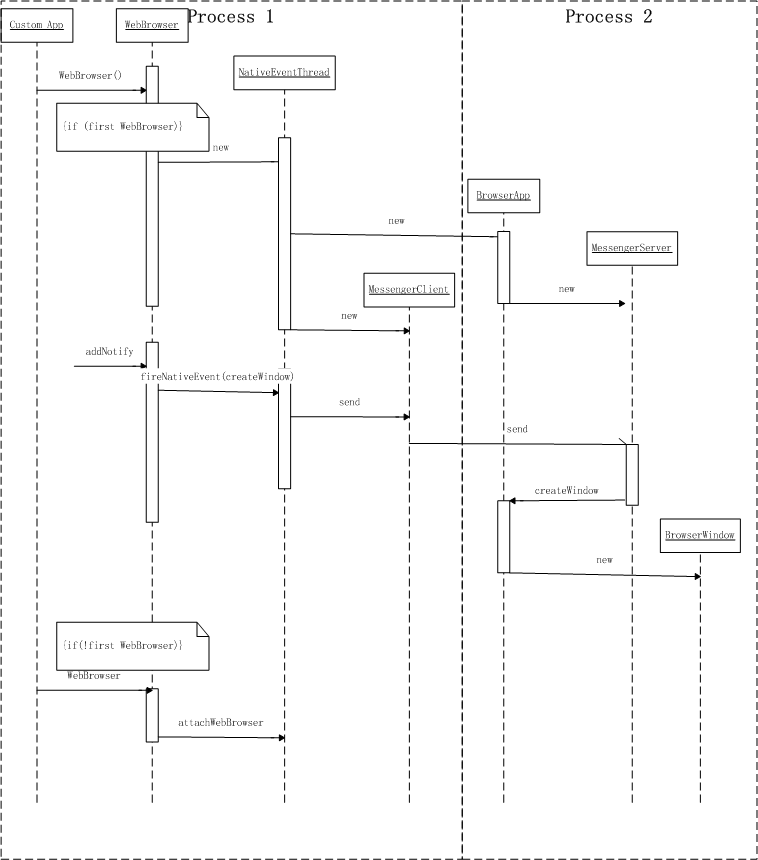 Process 1
Process 2
Custom App
WebBrowser
NativeEventThread
WebBrowser()
{if (first WebBrowser)}
new
BrowserApp
new
MessengerServer
MessengerClient
new
new
addNotify
fireNativeEvent(createWindow)
send
send
createWindow
BrowserWindow
new
{if(!first WebBrowser)}
WebBrowser
attachWebBrowser